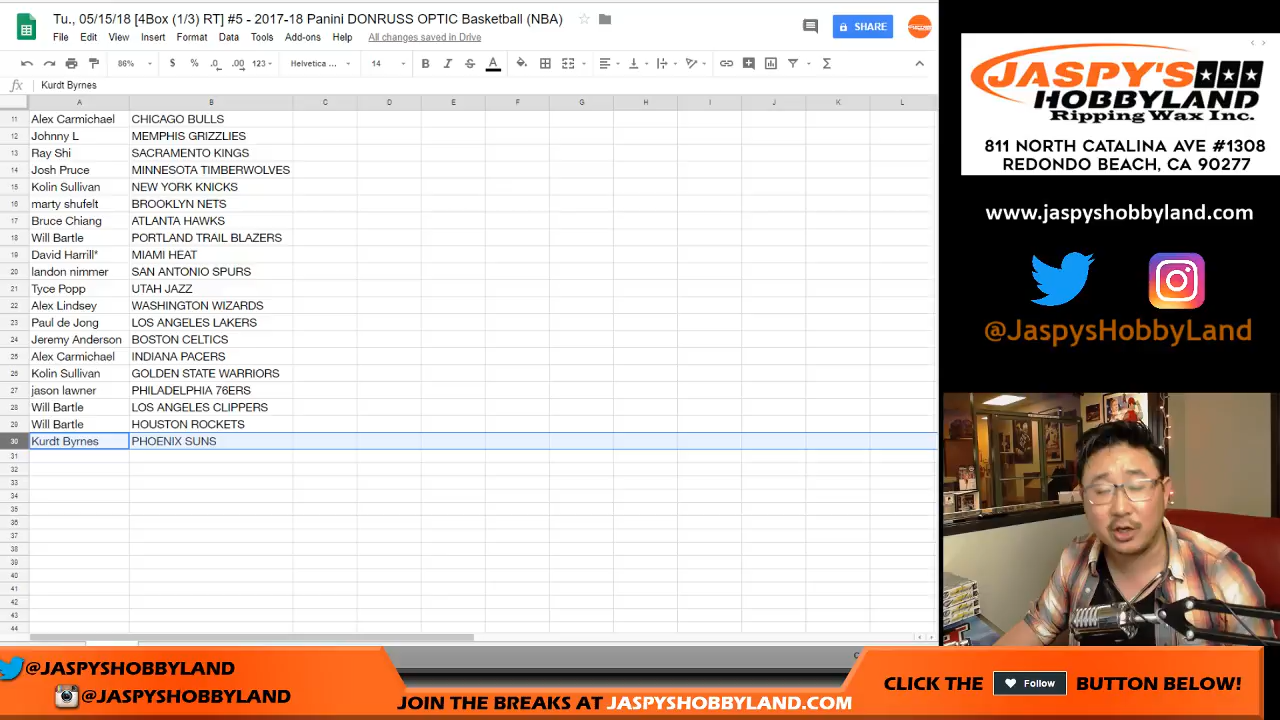 Tu., 05/15/18 [4Box (1/3) RT] #5 - 2017-18 Panini DONRUSS OPTIC Basketball (NBA)
File Edit View Insert Format Data Tools Add-ons Help All changes saved in Drive
SHARE
86% $ % .0 .00 123 Helvetica ... 14 B I S A
fx Kurdt Byrnes
A B C D E F G H I J K L
11 Alex Carmichael CHICAGO BULLS
12 Johnny L MEMPHIS GRIZZLIES
13 Ray Shi SACRAMENTO KINGS
14 Josh Pruce MINNESOTA TIMBERWOLVES
15 Kolin Sullivan NEW YORK KNICKS
16 marty shufelt BROOKLYN NETS
17 Bruce Chiang ATLANTA HAWKS
18 Will Bartle PORTLAND TRAIL BLAZERS
19 David Harrill* MIAMI HEAT
20 landon nimmer SAN ANTONIO SPURS
21 Tyce Popp UTAH JAZZ
22 Alex Lindsey WASHINGTON WIZARDS
23 Paul de Jong LOS ANGELES LAKERS
24 Jeremy Anderson BOSTON CELTICS
25 Alex Carmichael INDIANA PACERS
26 Kolin Sullivan GOLDEN STATE WARRIORS
27 jason lawner PHILADELPHIA 76ERS
28 Will Bartle LOS ANGELES CLIPPERS
29 Will Bartle HOUSTON ROCKETS
30 Kurdt Byrnes PHOENIX SUNS
31
32
33
34
35
36
37
38
39
40
41
42
43
44
JASPY'S
HOBBYLAND
Ripping Wax Inc.
811 NORTH CATALINA AVE #1308
REDONDO BEACH, CA 90277
www.jaspyshobbyland.com
@JaspysHobbyLand
@JASPYSHOBBYLAND
@JASPYSHOBBYLAND
JOIN THE BREAKS AT JASPYSHOBBYLAND.COM
CLICK THE Follow BUTTON BELOW!